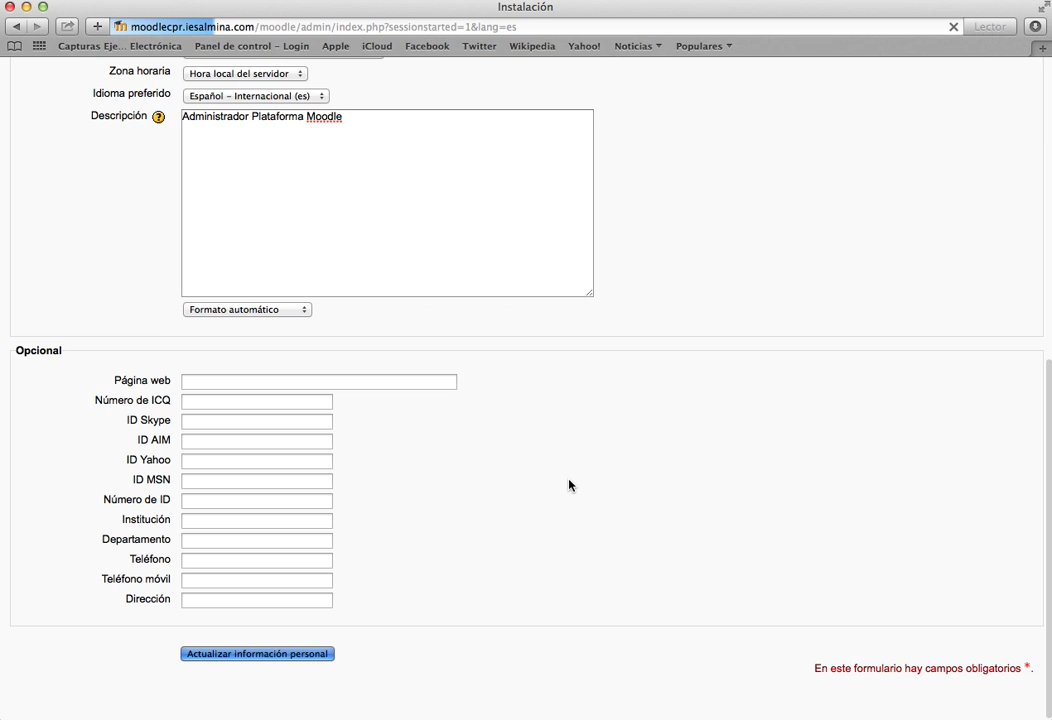 Instalación
moodlecpr.iesalmina.com/moodle/admin/index.php?sessionstarted=1&lang=es
Lector
Capturas Eje... Electrónica Panel de control – Login Apple iCloud Facebook Twitter Wikipedia Yahoo! Noticias Populares
Zona horaria Hora local del servidor
Idioma preferido Español – Internacional (es)
Descripción ? Administrador Plataforma Moodle
Formato automático
Opcional
Página web
Número de ICQ
ID Skype
ID AIM
ID Yahoo
ID MSN
Número de ID
Institución
Departamento
Teléfono
Teléfono móvil
Dirección
Actualizar información personal
En este formulario hay campos obligatorios *.